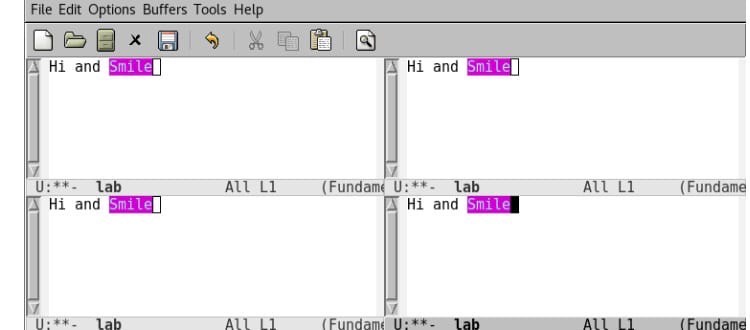 File Edit Options Buffers Tools Help
Hi and Smile
Hi and Smile
U:**- lab All L1 (Fundame
U:**- lab All L1 (Fundame
Hi and Smile
Hi and Smile
U:**- lab All L1 (Fundame
U:**- lab All L1 (Fundame